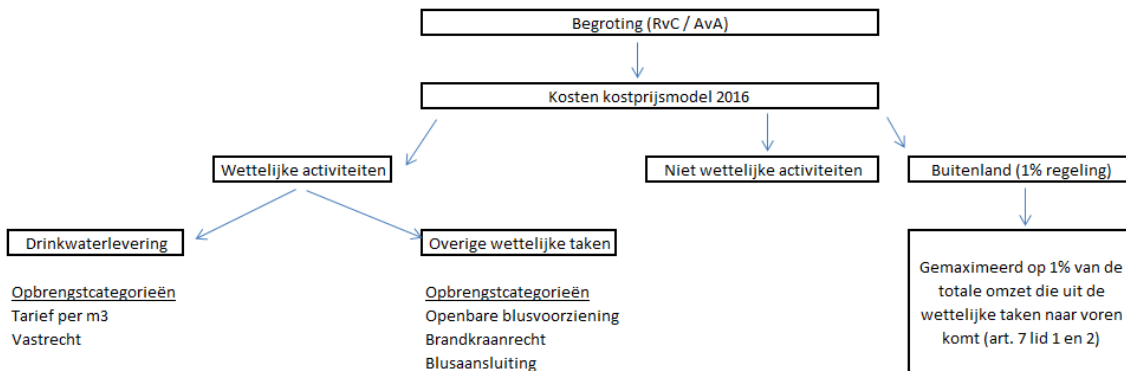 Begroting (RvC / AvA)
Kosten kostprijsmodel 2016
Wettelijke activiteiten
Niet wettelijke activiteiten
Buitenland (1% regeling)
Drinkwaterlevering
Overige wettelijke taken
Opbrengstcategorieën
Tarief per m3
Vastrecht
Opbrengstcategorieën
Openbare blusvoorziening
Brandkraanrecht
Blusaansluiting
Gemaximeerd op 1% van de
totale omzet die uit de
wettelijke taken naar voren
komt (art. 7 lid 1 en 2)